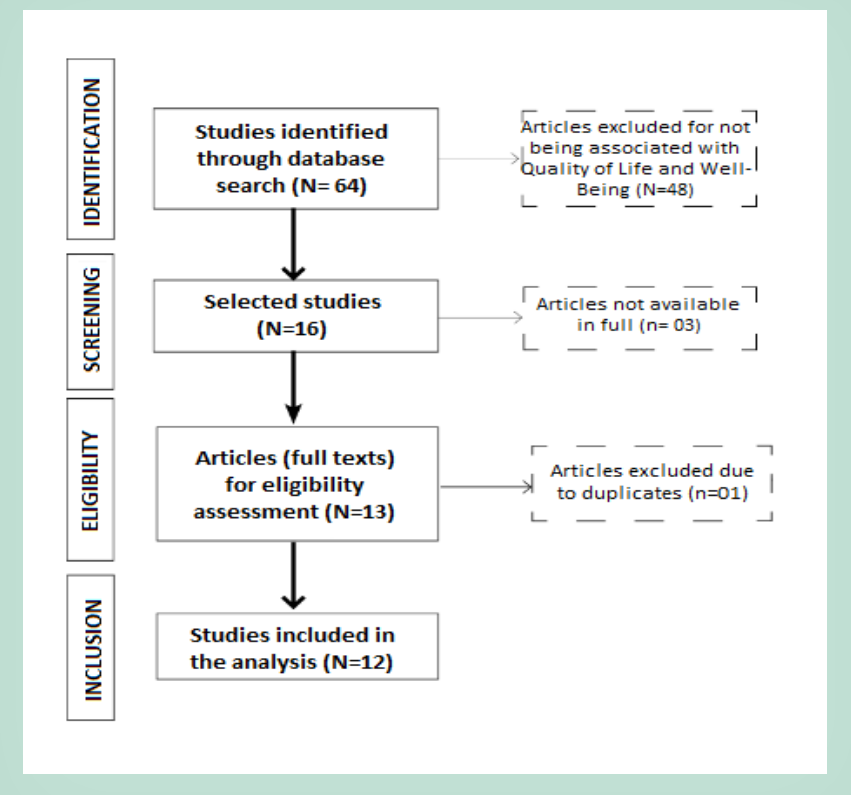 IDENTIFICATION
Studies identified
through database
search (N= 64)
Articles excluded for not
being associated with
Quality of Life and Well-
Being (N=48)
SCREENING
Selected studies
(N=16)
Articles not available
in full (n= 03)
ELIGIBILITY
Articles (full texts)
for eligibility
assessment (N=13)
Articles excluded due
to duplicates (n=01)
INCLUSION
Studies included in
the analysis (N=12)